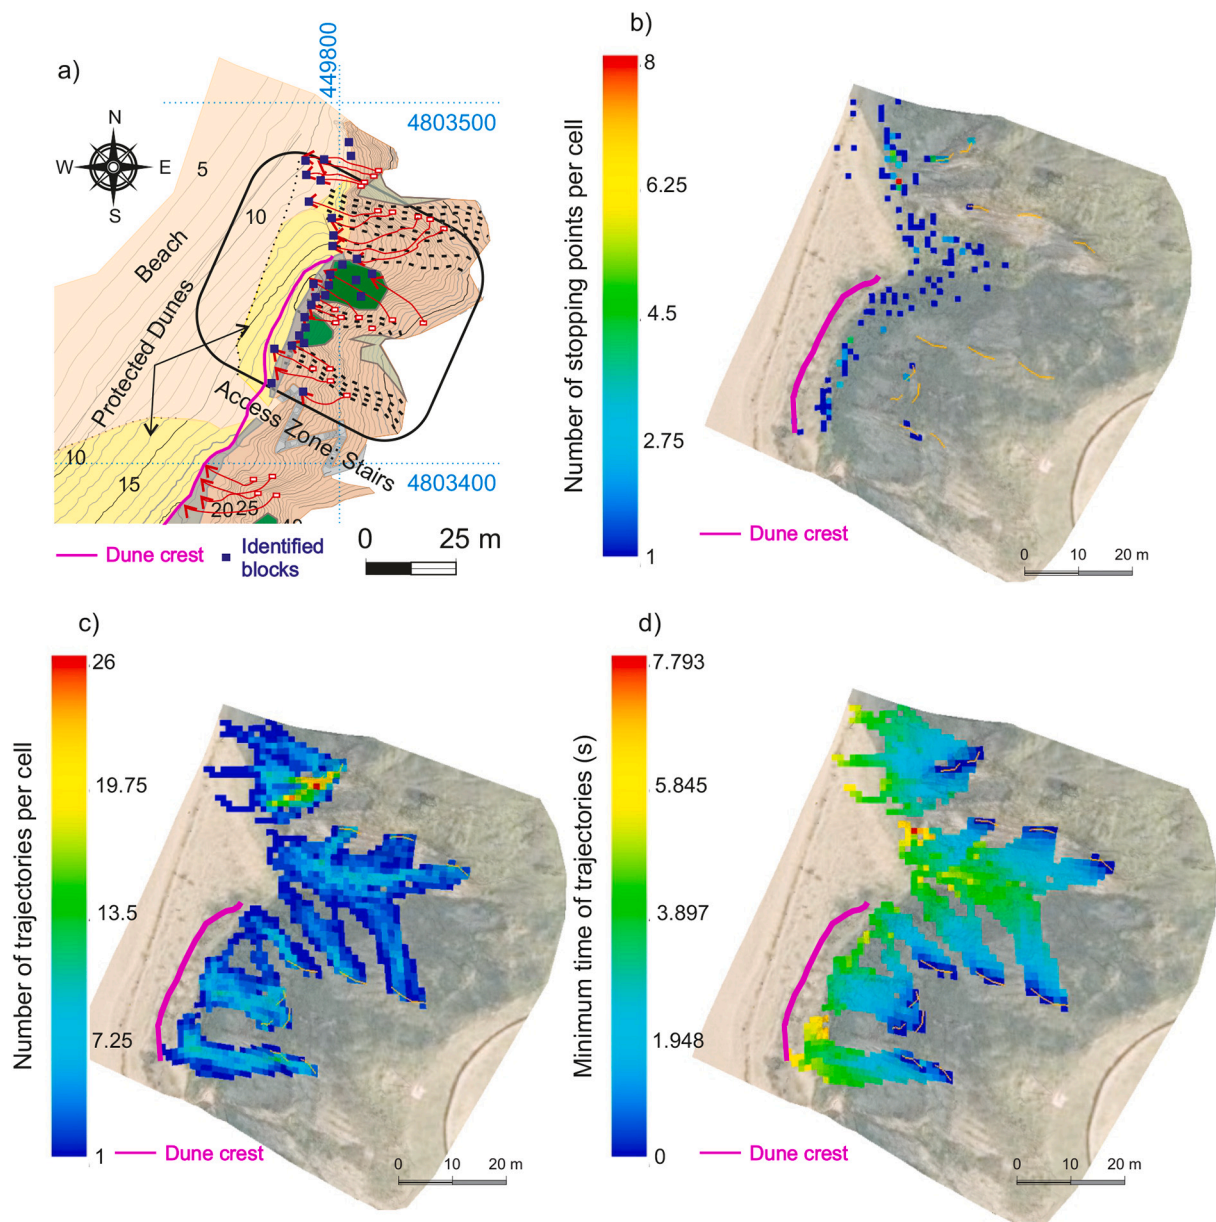 a)
449800
4803500
N
W E
S
5
10
Beach
Protected Dunes
Access Zone: Stairs
10
15
2025
4803400
Dune crest
Identified
blocks
0 25 m
b)
Number of stopping points per cell
8
6.25
4.5
2.75
1
Dune crest
0 10 20 m
c)
Number of trajectories per cell
26
19.75
13.5
7.25
1
Dune crest
0 10 20 m
d)
Minimum time of trajectories (s)
7.793
5.845
3.897
1.948
0
Dune crest
0 10 20 m